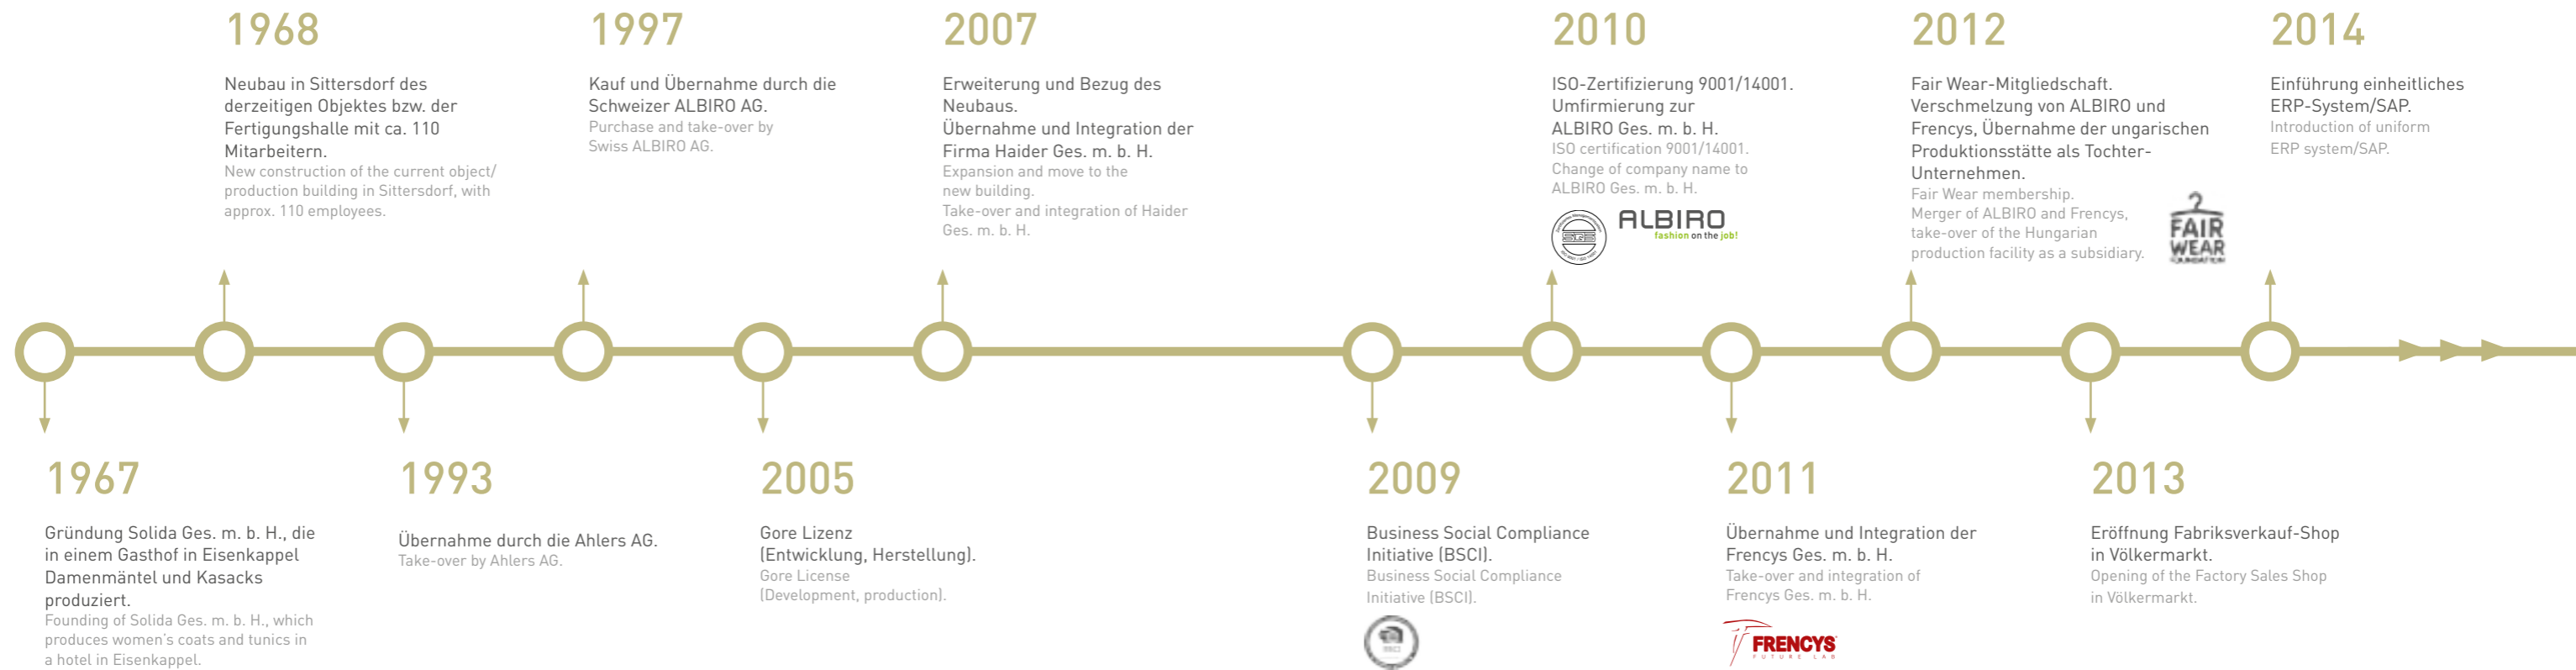 1968
Neubau in Sittersdorf des
derzeitigen Objektes bzw. der
Fertigungshalle mit ca. 110
Mitarbeitern.
New construction of the current object/
production building in Sittersdorf, with
approx. 110 employees.
1997
Kauf und Übernahme durch die
Schweizer ALBIRO AG.
Purchase and take-over by
Swiss ALBIRO AG.
2007
Erweiterung und Bezug des
Neubaus.
Übernahme und Integration der
Firma Haider Ges. m. b. H.
Expansion and move to the
new building.
Take-over and integration of Haider
Ges. m. b. H.
2010
ISO-Zertifizierung 9001/14001.
Umfirmierung zur
ALBIRO Ges. m. b. H.
ISO certification 9001/14001.
Change of company name to
ALBIRO Ges. m. b. H.
SGS
ALBIRO
fashion on the job!
2012
Fair Wear-Mitgliedschaft.
Verschmelzung von ALBIRO und
Frencys, Übernahme der ungarischen
Produktionsstätte als Tochter-
Unternehmen.
Fair Wear membership.
Merger of ALBIRO and Frencys,
take-over of the Hungarian
production facility as a subsidiary.
FAIR
WEAR
FOUNDATION
2014
Einführung einheitliches
ERP-System/SAP.
Introduction of uniform
ERP system/SAP.
1967
Gründung Solida Ges. m. b. H., die
in einem Gasthof in Eisenkappel
Damenmäntel und Kasacks
produziert.
Founding of Solida Ges. m. b. H., which
produces women's coats and tunics in
a hotel in Eisenkappel.
1993
Übernahme durch die Ahlers AG.
Take-over by Ahlers AG.
2005
Gore Lizenz
(Entwicklung, Herstellung).
Gore License
(Development, production).
2009
Business Social Compliance
Initiative (BSCI).
Business Social Compliance
Initiative (BSCI).
2011
Übernahme und Integration der
Frencys Ges. m. b. H.
Take-over and integration of
Frencys Ges. m. b. H.
FRENCYS
FUTURE LAB
2013
Eröffnung Fabriksverkauf-Shop
in Völkermarkt.
Opening of the Factory Sales Shop
in Völkermarkt.